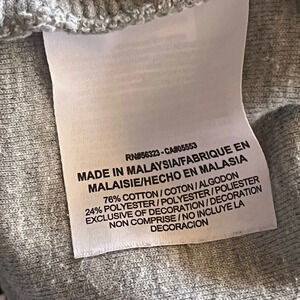 RN#56323 - CA#05553
MADE IN MALAYSIA/FABRIQUE EN
MALAISIE/HECHO EN MALASIA
76% COTTON / COTON / ALGODON
24% POLYESTER / POLYESTER / POLIESTER
EXCLUSIVE OF DECORATION / DECORATION
NON COMPRISE / NO INCLUYE LA
DECORACION